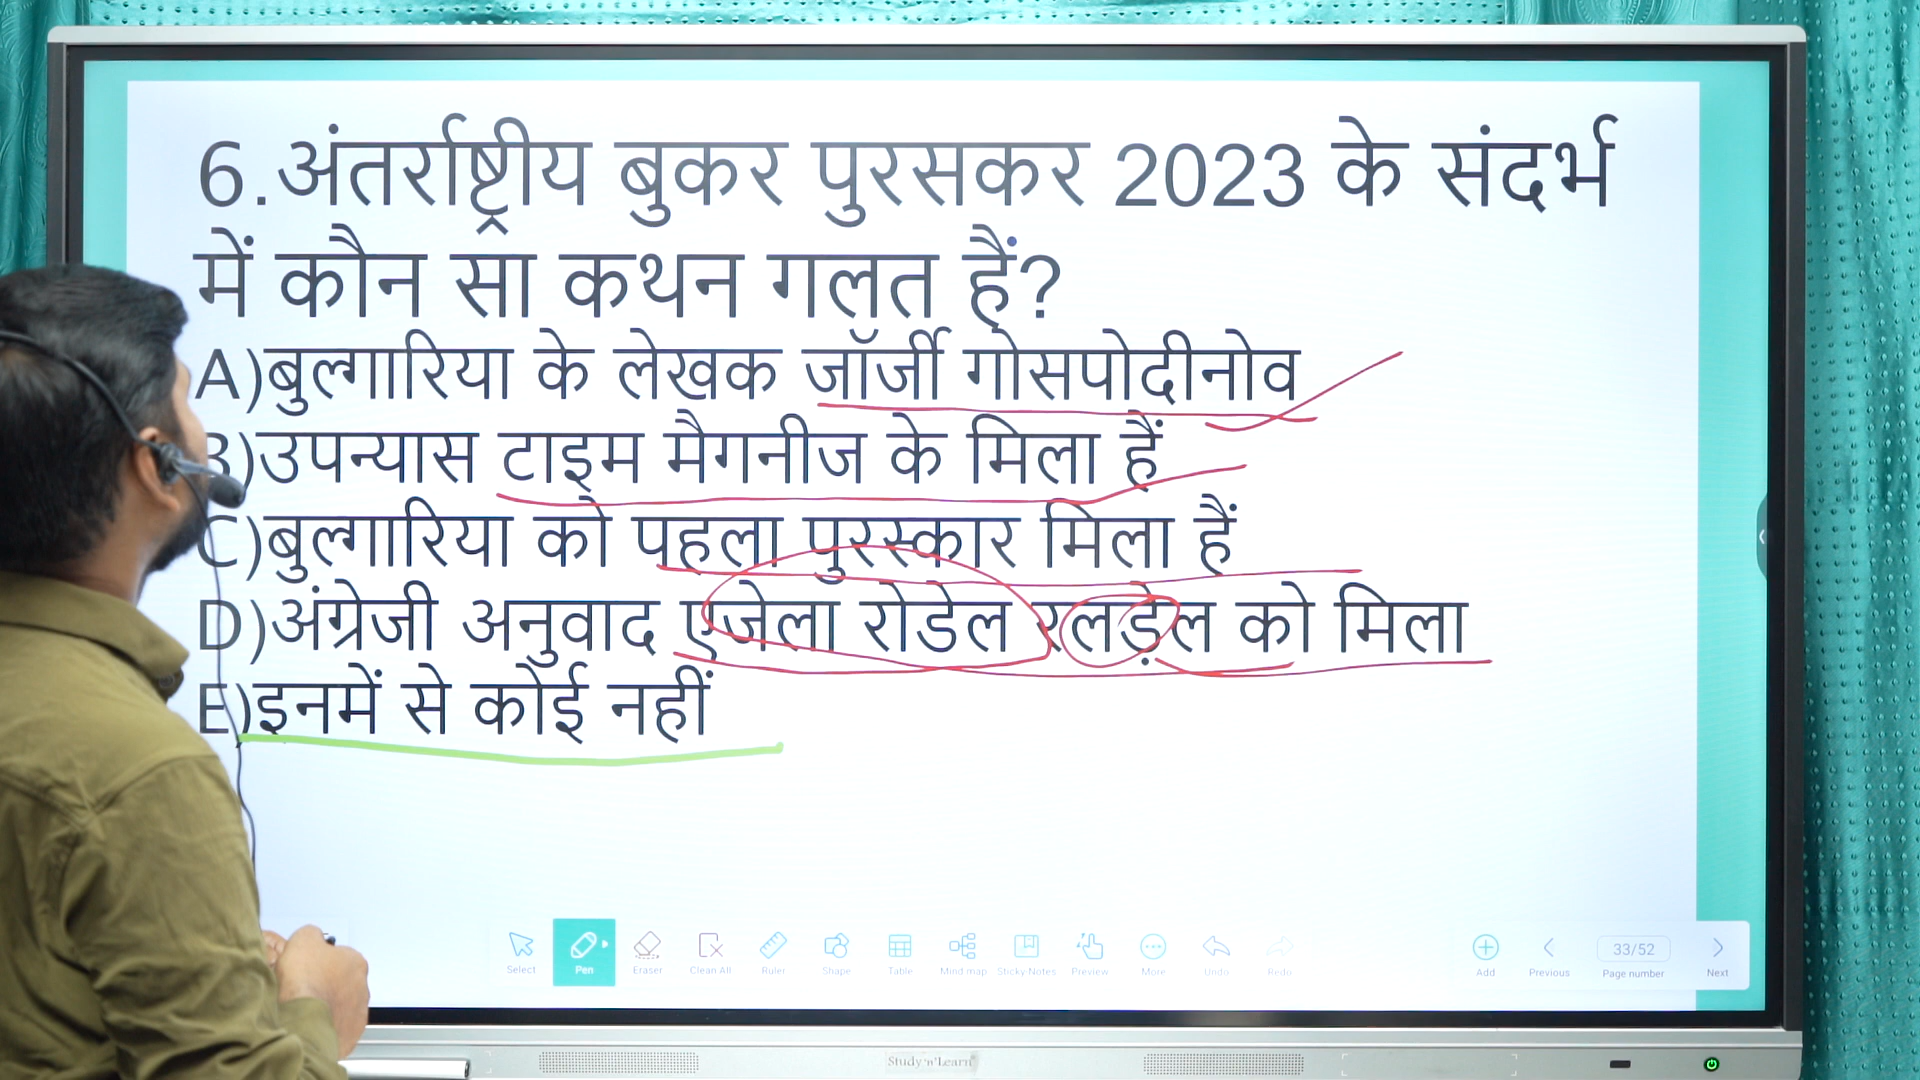 6.अंतर्राष्ट्रीय बुकर पुरसकर 2023 के संदर्भ
में कौन सा कथन गलत हैं?
A)बुल्गारिया के लेखक जॉर्जी गोसपोदीनोव
B)उपन्यास टाइम मैगनीज के मिला हैं
C)बुल्गारिया को पहला पुरस्कार मिला हैं
D)अंग्रेजी अनुवाद एजेला रोडेल रलड़ेल को मिला
E)इनमें से कोई नहीं
Select Pen Eraser Clean All Ruler Shape Table Mind map Sticky Notes Preview More Undo Redo Add Previous 33/52 Page number Next
Study'n'Learn